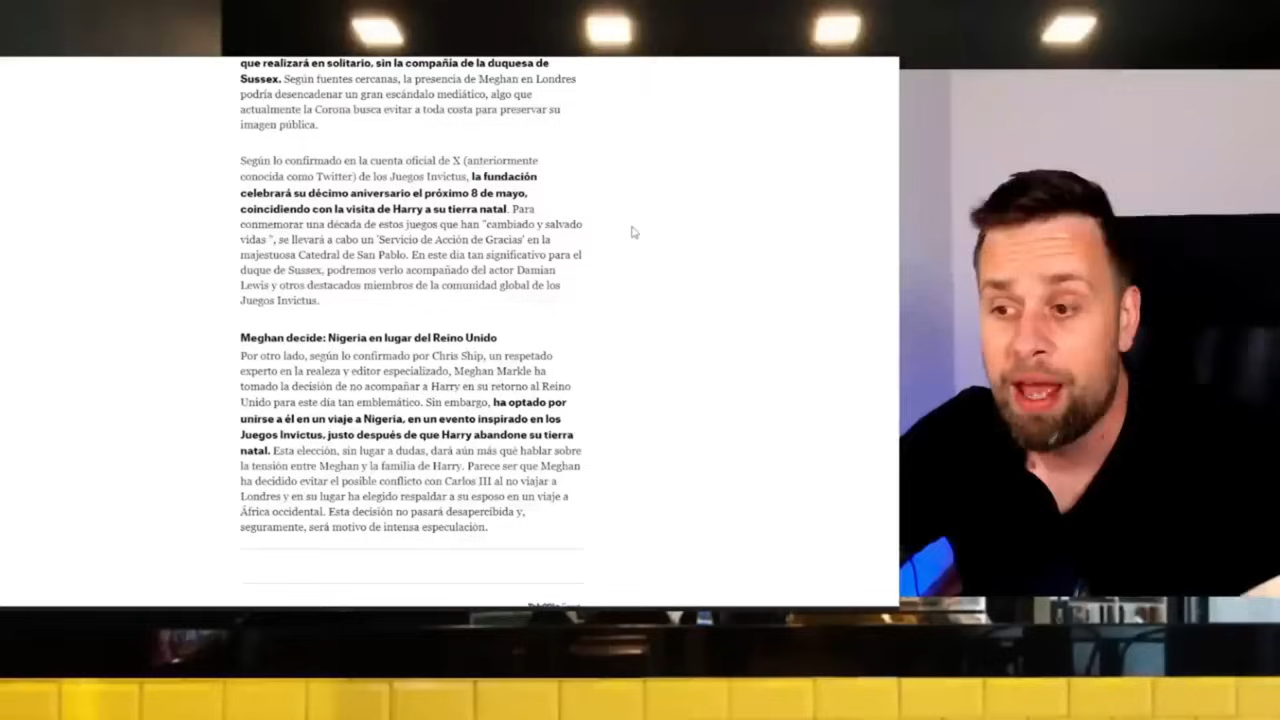 que realizará en solitario, sin la compañía de la duquesa de
Sussex. Según fuentes cercanas, la presencia de Meghan en Londres
podría desencadenar un gran escándalo mediático, algo que
actualmente la Corona busca evitar a toda costa para preservar su
imagen pública.
Según lo confirmado en la cuenta oficial de X (anteriormente
conocida como Twitter) de los Juegos Invictus, la fundación
celebrará su décimo aniversario el próximo 8 de mayo,
coincidiendo con la visita de Harry a su tierra natal. Para
conmemorar una década de estos juegos que han "cambiado y salvado
vidas ", se llevará a cabo un 'Servicio de Acción de Gracias' en la
majestuosa Catedral de San Pablo. En este día tan significativo para el
duque de Sussex, podremos verlo acompañado del actor Damian
Lewis y otros destacados miembros de la comunidad global de los
Juegos Invictus.
Meghan decide: Nigeria en lugar del Reino Unido
Por otro lado, según lo confirmado por Chris Ship, un respetado
experto en la realeza y editor especializado, Meghan Markle ha
tomado la decisión de no acompañar a Harry en su retorno al Reino
Unido para este día tan emblemático. Sin embargo, ha optado por
unirse a él en un viaje a Nigeria, en un evento inspirado en los
Juegos Invictus, justo después de que Harry abandone su tierra
natal. Esta elección, sin lugar a dudas, dará aún más qué hablar sobre
la tensión entre Meghan y la familia de Harry. Parece ser que Meghan
ha decidido evitar el posible conflicto con Carlos III al no viajar a
Londres y en su lugar ha elegido respaldar a su esposo en un viaje a
África occidental. Esta decisión no pasará desapercibida y,
seguramente, será motivo de intensa especulación.